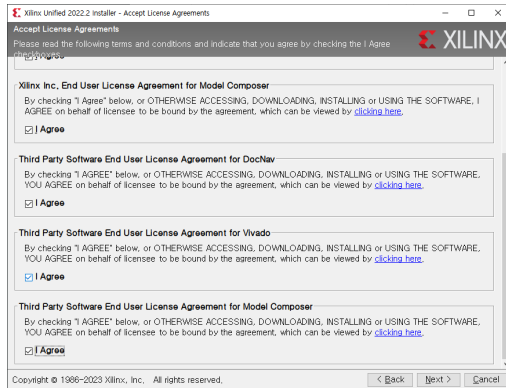 Xilinx Unified 2022.2 Installer - Accept License Agreements
Accept License Agreements
Please read the following terms and conditions and indicate that you agree by checking the I Agree
checkboxes.
XILINX
I Agree
Xilinx Inc, End User License Agreement for Model Composer
By checking "I Agree" below, or OTHERWISE ACCESSING, DOWNLOADING, INSTALLING or USING THE SOFTWARE, I
AGREE on behalf of licensee to be bound by the agreement, which can be viewed by clicking here.
I Agree
Third Party Software End User License Agreement for DocNav
By checking "I AGREE" below, or OTHERWISE ACCESSING, DOWNLOADING, INSTALLING or USING THE SOFTWARE,
YOU AGREE on behalf of licensee to be bound by the agreement, which can be viewed by clicking here.
I Agree
Third Party Software End User License Agreement for Vivado
By checking "I AGREE" below, or OTHERWISE ACCESSING, DOWNLOADING, INSTALLING or USING THE SOFTWARE,
YOU AGREE on behalf of licensee to be bound by the agreement, which can be viewed by clicking here.
I Agree
Third Party Software End User License Agreement for Model Composer
By checking "I AGREE" below, or OTHERWISE ACCESSING, DOWNLOADING, INSTALLING or USING THE SOFTWARE,
YOU AGREE on behalf of licensee to be bound by the agreement, which can be viewed by clicking here.
I Agree
Copyright © 1986-2023 Xilinx, Inc. All rights reserved.
< Back
Next >
Cancel